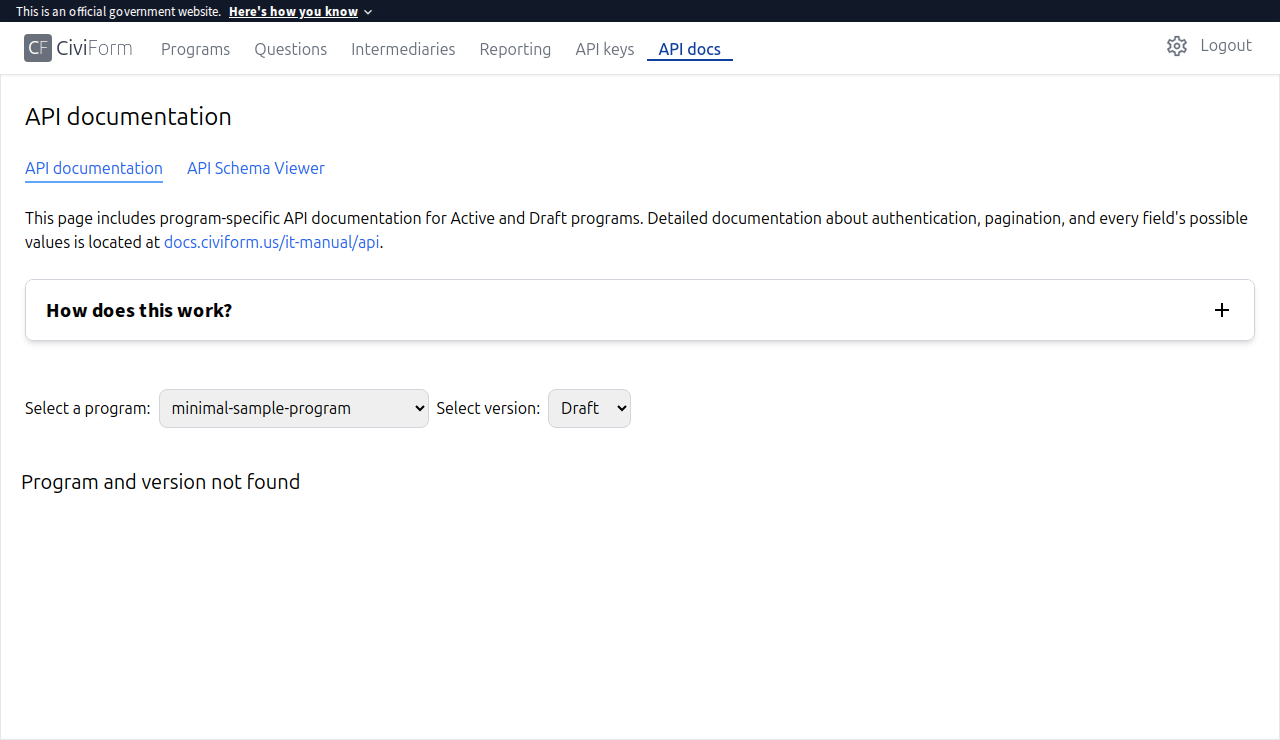 This is an official government website. Here's how you know
CF CiviForm Programs Questions Intermediaries Reporting API keys API docs Logout
API documentation
API documentation API Schema Viewer
This page includes program-specific API documentation for Active and Draft programs. Detailed documentation about authentication, pagination, and every field's possible
values is located at docs.civiform.us/it-manual/api.
How does this work?
Select a program: minimal-sample-program Select version: Draft
Program and version not found